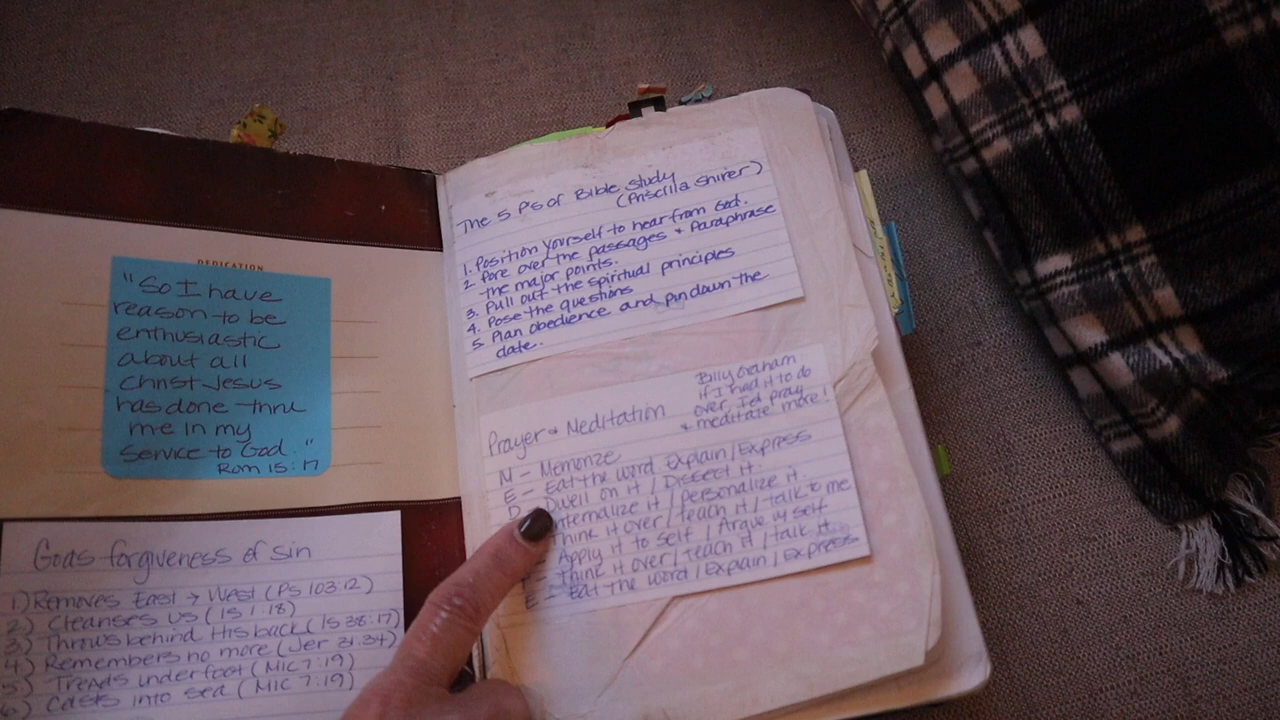 DEDICATION
"So I have
reason to be
enthusiastic
about all
Christ Jesus
has done thru
me in my
Service to God."
Rom 15:17
Gods forgiveness of sin
1) Removes East → West (Ps 103:12)
2) Cleanses us (IS 1:18)
3) Throws behind His back (IS 38:17)
4) Remembers no more (Jer 31:34)
5) Treads underfoot (MIC 7:19)
6) Casts into sea (MIC 7:19)
The 5 P's of Bible study
(Priscilla Shirer)
1. Position yourself to hear from God.
2. Pore over the passages + Paraphrase
the major points.
3. Pull out the spiritual principles
4. Pose the questions
5. Plan obedience and pin down the
date.
Prayer + Meditation
Billy Graham
if I had it to do
over, I'd pray
+ meditate more!
M - Memorize
E - Eat the word Explain/Express
D - Dwell on it / Dissect it.
Internalize it / personalize it.
Think it over / teach it / talk to me
Apply it to self / Argue w/ self
T - Think it over / Teach it / talk it
E - Eat the word / Explain / Express